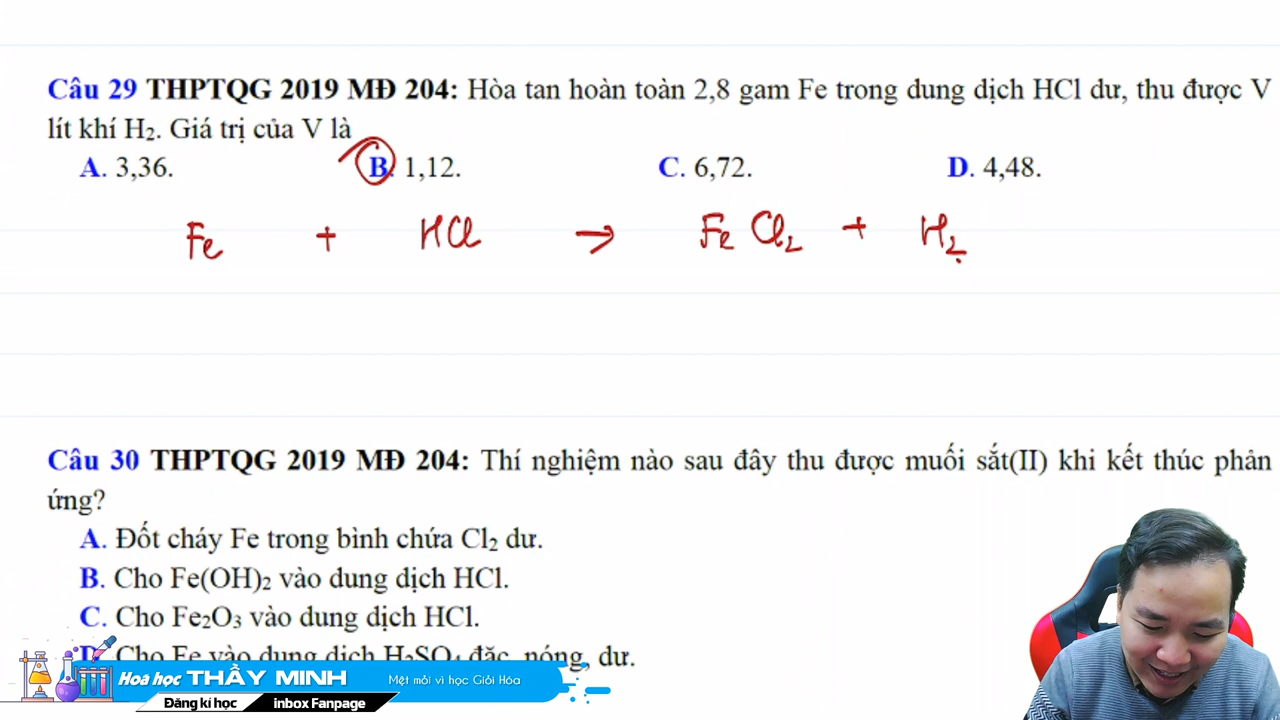 Câu 29 THPTQG 2019 MĐ 204: Hòa tan hoàn toàn 2,8 gam Fe trong dung dịch HCl dư, thu được V
lít khí H₂. Giá trị của V là
A. 3,36. B. 1,12. C. 6,72. D. 4,48.
Fe + HCl → FeCl₂ + H₂
Câu 30 THPTQG 2019 MĐ 204: Thí nghiệm nào sau đây thu được muối sắt(II) khi kết thúc phản
ứng?
A. Đốt cháy Fe trong bình chứa Cl₂ dư.
B. Cho Fe(OH)₂ vào dung dịch HCl.
C. Cho Fe₂O₃ vào dung dịch HCl.
D. Cho Fe vào dung dịch H₂SO₄ đặc, nóng, dư.
Hoá học THẦY MINH Mệt mỏi vì học Giỏi Hóa
Đăng kí học inbox Fanpage